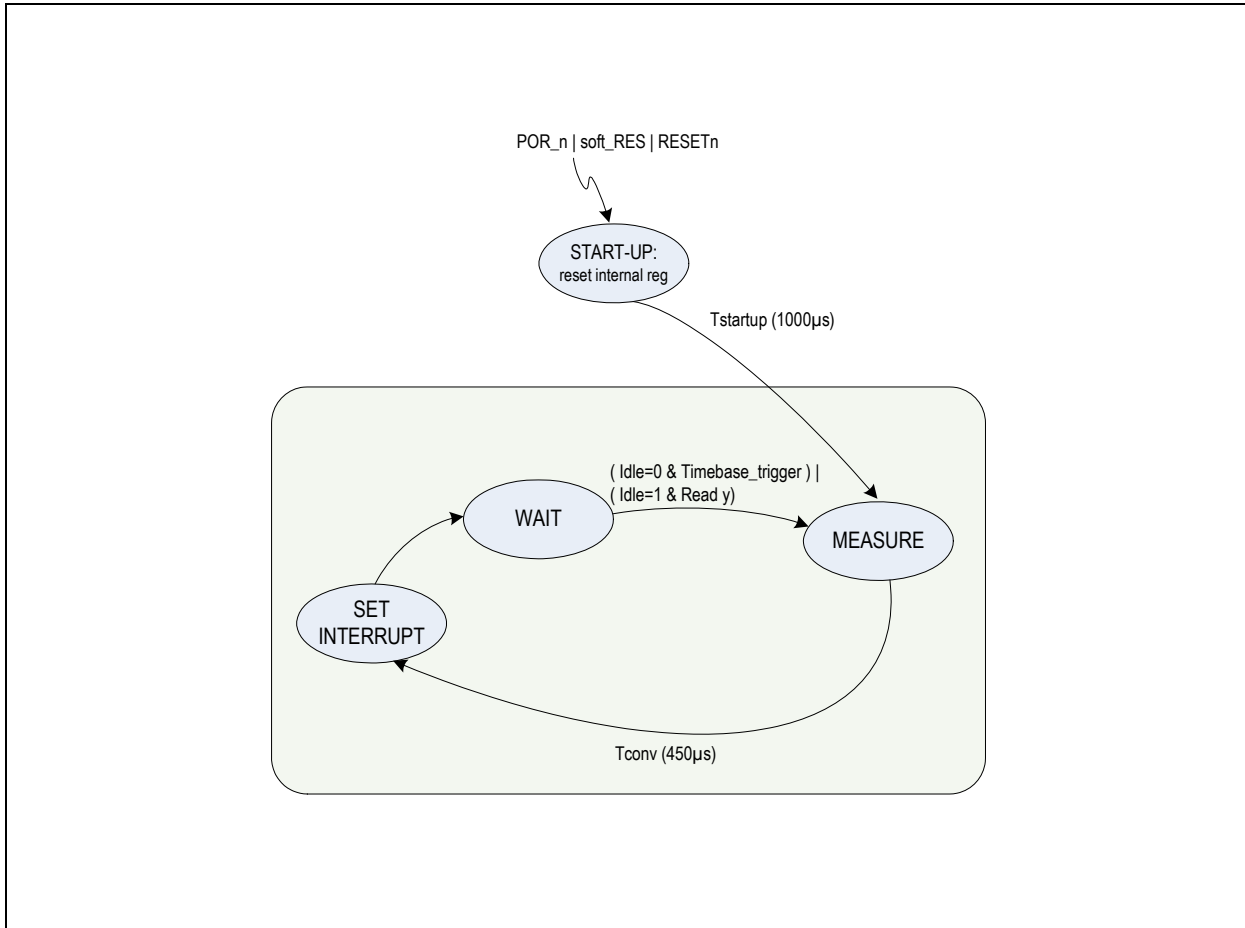 POR_n | soft_RES | RESETn
START-UP:
reset internal reg
Tstartup (1000µs)
( Idle=0 & Timebase_trigger ) |
( Idle=1 & Read y)
WAIT
MEASURE
SET
INTERRUPT
Tconv (450µs)